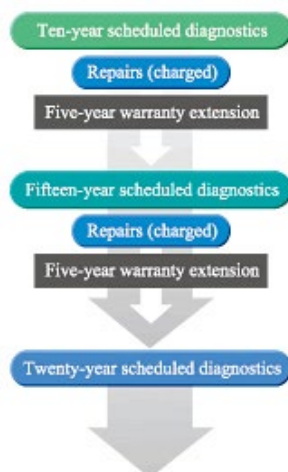 Ten-year scheduled diagnostics
Repairs (charged)
Five-year warranty extension
Fifteen-year scheduled diagnostics
Repairs (charged)
Five-year warranty extension
Twenty-year scheduled diagnostics